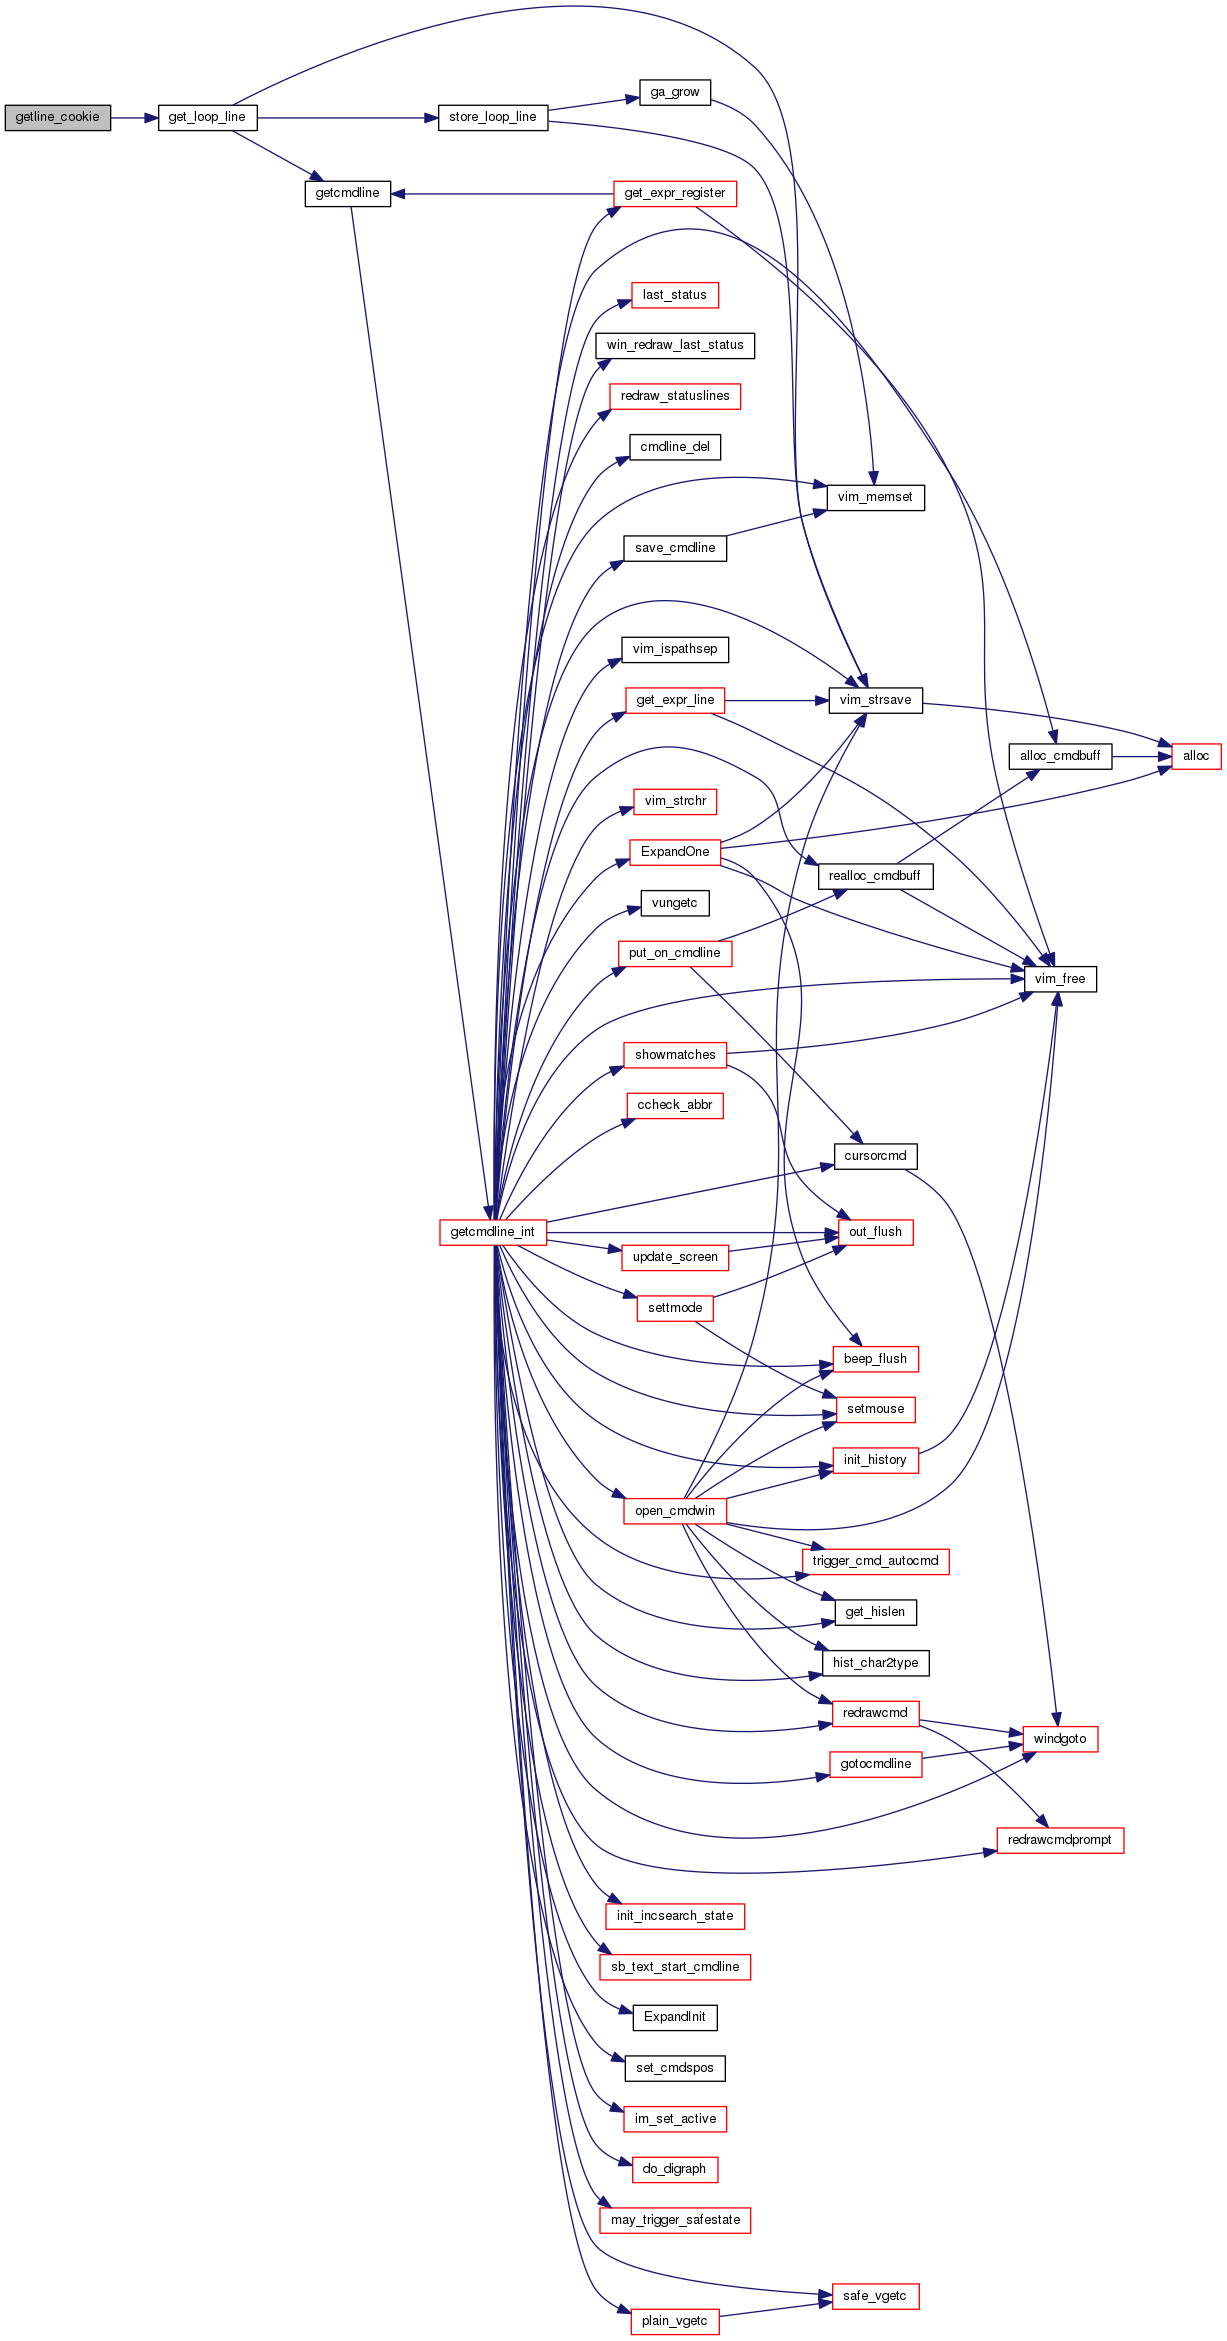 ga_grow
getline_cookie
get_loop_line
store_loop_line
getcmdline
get_expr_register
last_status
win_redraw_last_status
redraw_statuslines
cmdline_del
vim_memset
save_cmdline
vim_ispathsep
get_expr_line
vim_strsave
alloc_cmdbuff
alloc
vim_strchr
ExpandOne
realloc_cmdbuff
vungetc
put_on_cmdline
vim_free
showmatches
ccheck_abbr
cursorcmd
getcmdline_int
out_flush
update_screen
settmode
beep_flush
setmouse
init_history
open_cmdwin
trigger_cmd_autocmd
get_hislen
hist_char2type
redrawcmd
windgoto
gotocmdline
redrawcmdprompt
init_incsearch_state
sb_text_start_cmdline
ExpandInit
set_cmdspos
im_set_active
do_digraph
may_trigger_safestate
safe_vgetc
plain_vgetc